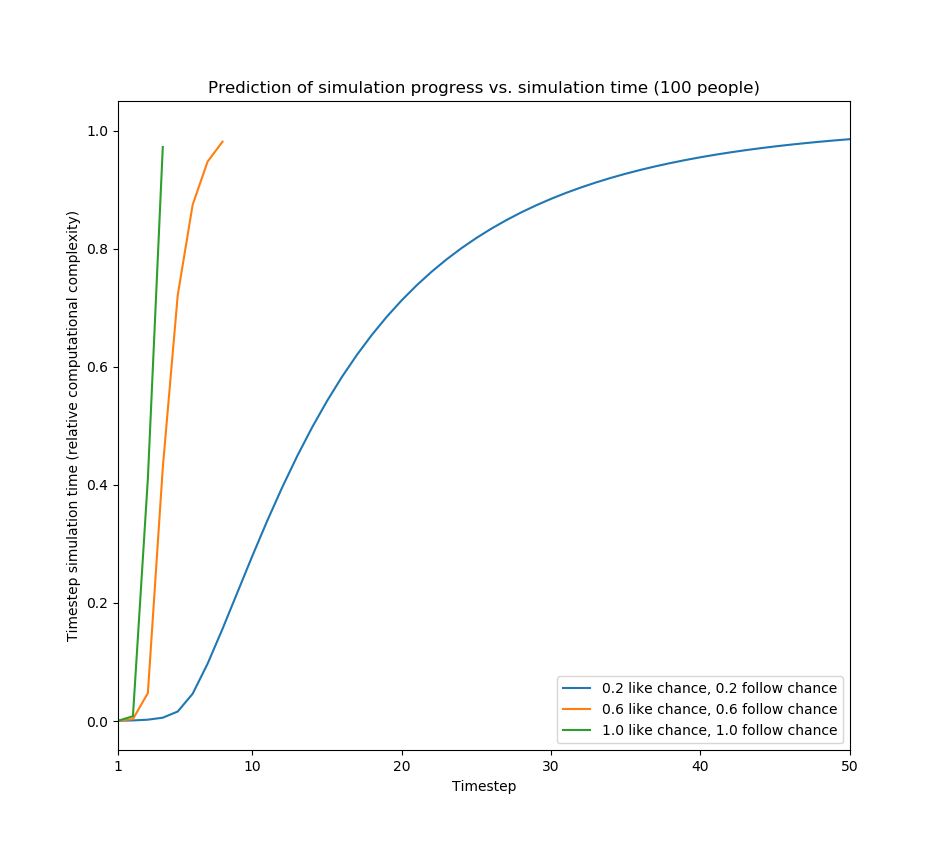 Prediction of simulation progress vs. simulation time (100 people)
Timestep simulation time (relative computational complexity)
1.0
0.8
0.6
0.4
0.2
0.0
0.2 like chance, 0.2 follow chance
0.6 like chance, 0.6 follow chance
1.0 like chance, 1.0 follow chance
1
10
20
30
40
50
Timestep